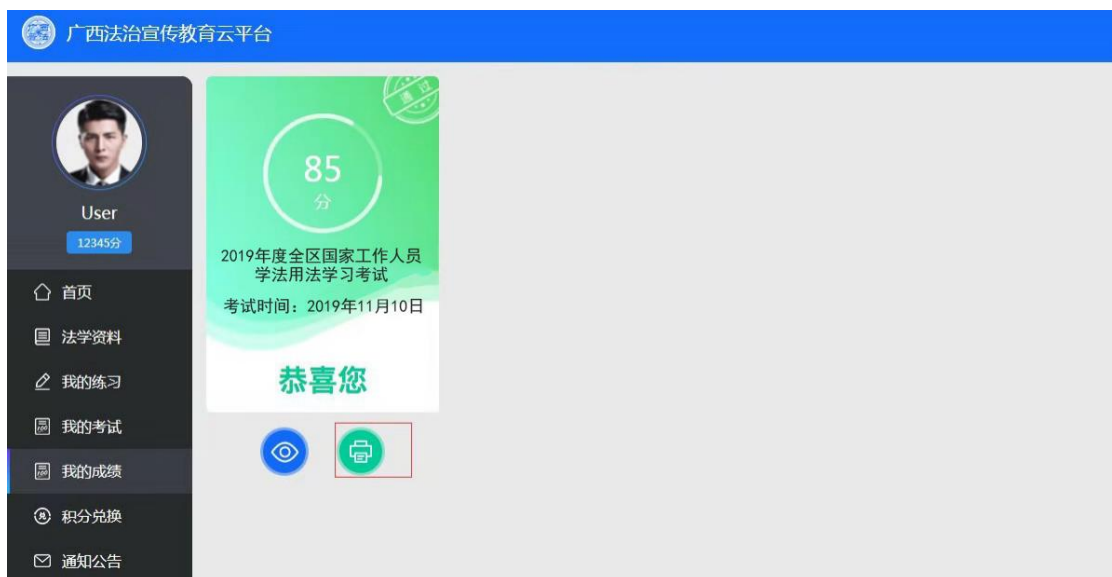 广西法治宣传教育云平台
User
12345分
首页
法学资料
我的练习
我的考试
我的成绩
积分兑换
通知公告
通过
85
分
2019年度全区国家工作人员
学法用法学习考试
考试时间：2019年11月10日
恭喜您